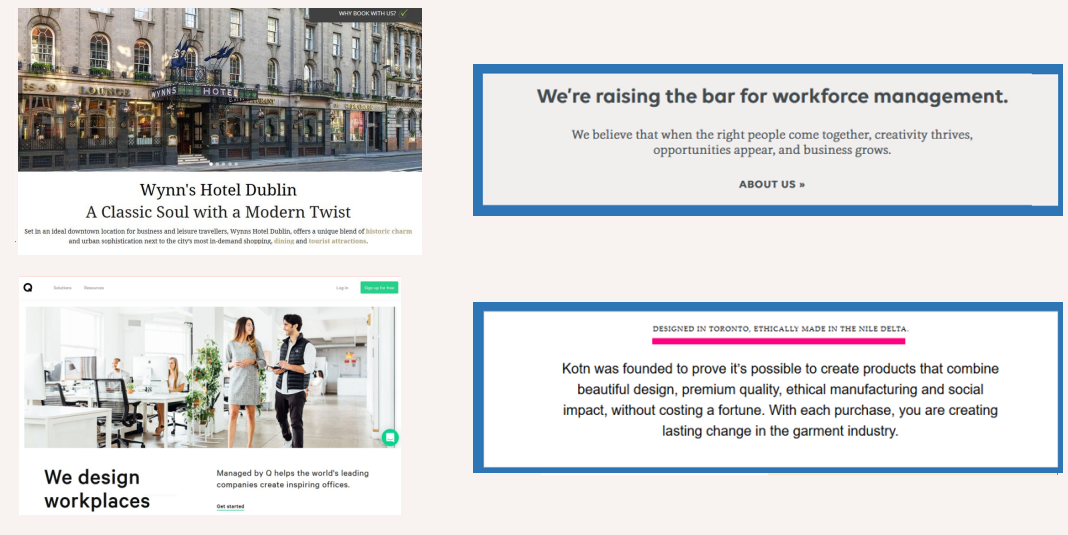 WHY BOOK WITH US?
35 - 39 LOUNGE WYNNS HOTEL
Wynn's Hotel Dublin
A Classic Soul with a Modern Twist
Set in an ideal downtown location for business and leisure travellers, Wynns Hotel Dublin, offers a unique blend of historic charm
and urban sophistication next to the city's most in-demand shopping, dining and tourist attractions.
We're raising the bar for workforce management.
We believe that when the right people come together, creativity thrives,
opportunities appear, and business grows.
ABOUT US »
Q Solutions Resources Log in Sign up for free
We design
workplaces
Managed by Q helps the world's leading
companies create inspiring offices.
Get started
DESIGNED IN TORONTO, ETHICALLY MADE IN THE NILE DELTA.
Kotn was founded to prove it's possible to create products that combine
beautiful design, premium quality, ethical manufacturing and social
impact, without costing a fortune. With each purchase, you are creating
lasting change in the garment industry.